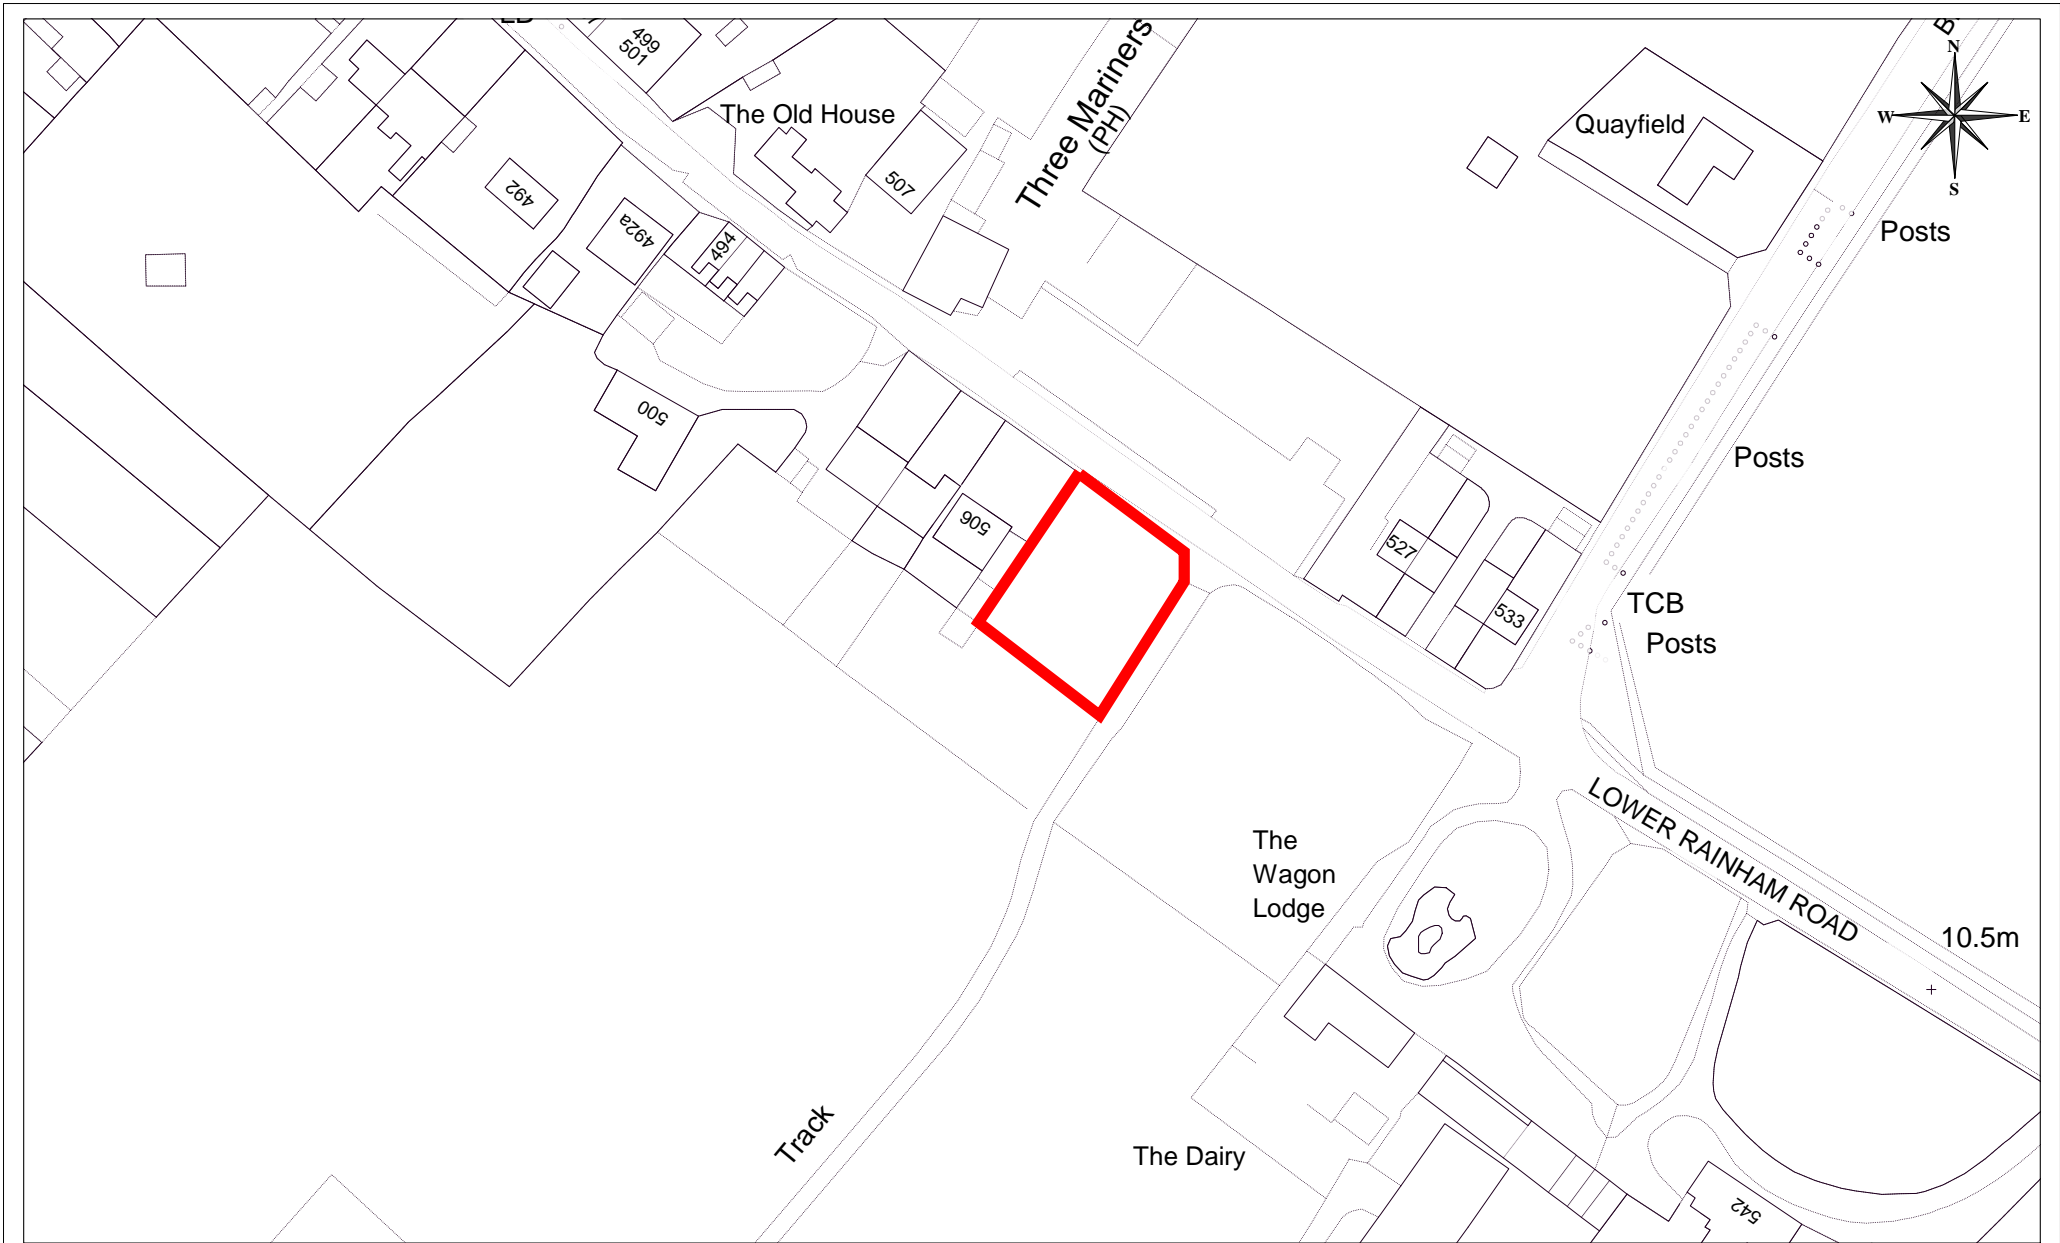 LB
499
501
The Old House
Three Mariners
(PH)
Quayfield
N
W
E
S
507
492
492a
494
Posts
500
506
Posts
527
533
TCB
Posts
LOWER RAINHAM ROAD
The
Wagon
Lodge
10.5m
Track
The Dairy
542